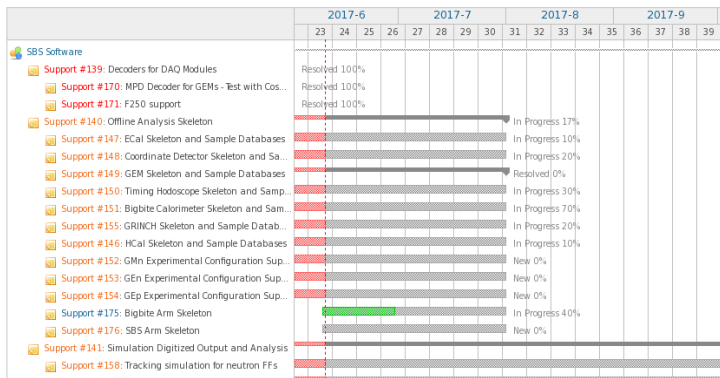 2017-6 2017-7 2017-8 2017-9
23 24 25 26 27 28 29 30 31 32 33 34 35 36 37 38 39
SBS Software
Support #139: Decoders for DAQ Modules Resolved 100%
Support #170: MPD Decoder for GEMs - Test with Cos... Resolved 100%
Support #171: F250 support Resolved 100%
Support #140: Offline Analysis Skeleton In Progress 17%
Support #147: ECal Skeleton and Sample Databases In Progress 10%
Support #148: Coordinate Detector Skeleton and Sa... In Progress 20%
Support #149: GEM Skeleton and Sample Databases Resolved 0%
Support #150: Timing Hodoscope Skeleton and Samp... In Progress 30%
Support #151: Bigbite Calorimeter Skeleton and Sam... In Progress 70%
Support #155: GRINCH Skeleton and Sample Datab... In Progress 20%
Support #146: HCal Skeleton and Sample Databases In Progress 10%
Support #152: GMn Experimental Configuration Sup... New 0%
Support #153: GEn Experimental Configuration Sup... New 0%
Support #154: GEp Experimental Configuration Sup... New 0%
Support #175: Bigbite Arm Skeleton In Progress 40%
Support #176: SBS Arm Skeleton New 0%
Support #141: Simulation Digitized Output and Analysis
Support #158: Tracking simulation for neutron FFs